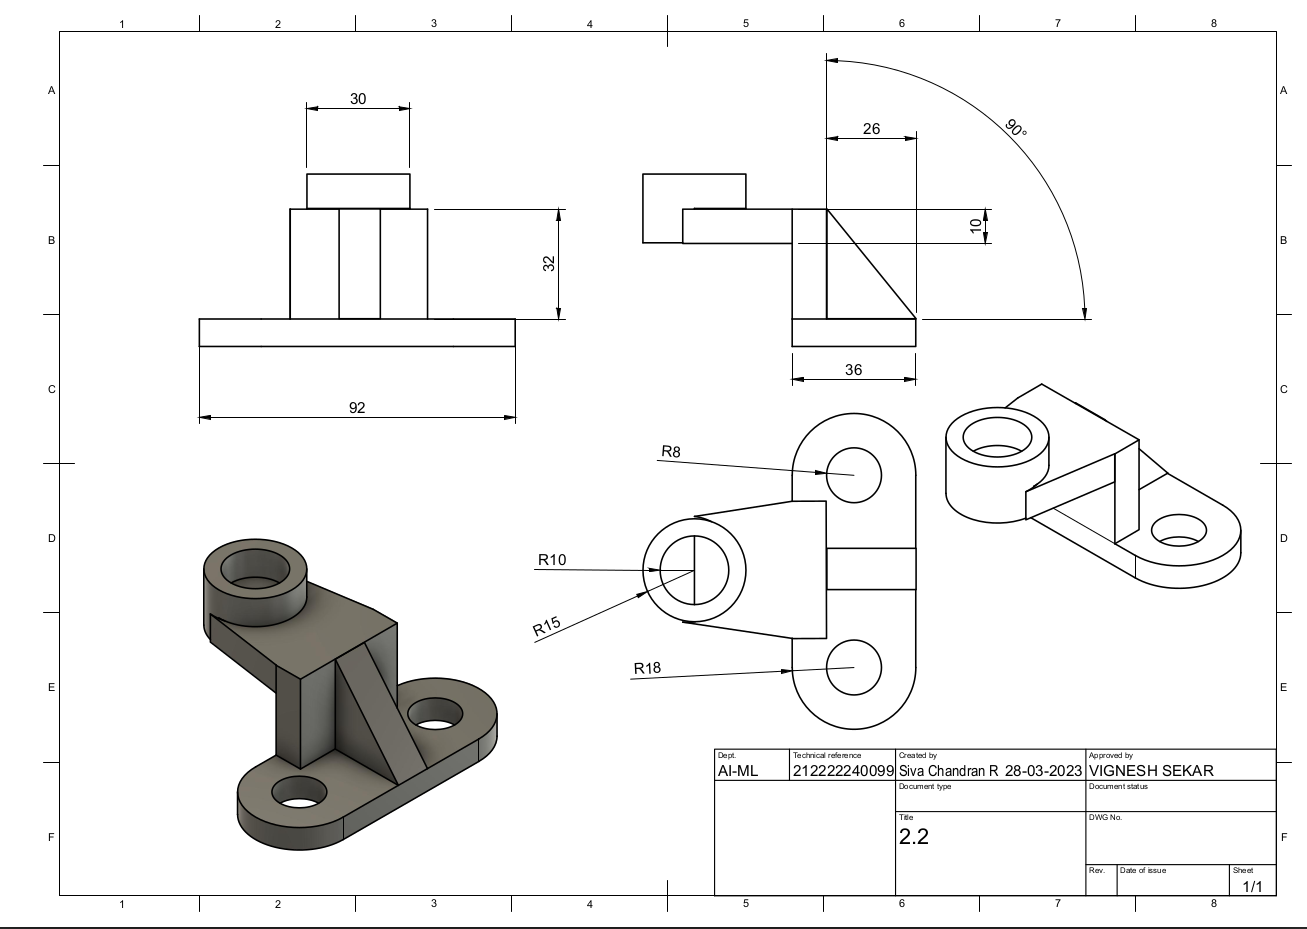 1 2 3 4 5 6 7 8
A A
B B
C C
D D
E E
F F
30
32
92
26
90°
10
36
R8
R10
R15
R18
Dept. Technical reference Created by Approved by
AI-ML 212222240099 Siva Chandran R 28-03-2023 VIGNESH SEKAR
Document type Document status
Title DWG No.
2.2
Rev. Date of issue Sheet
1/1
1 2 3 4 5 6 7 8